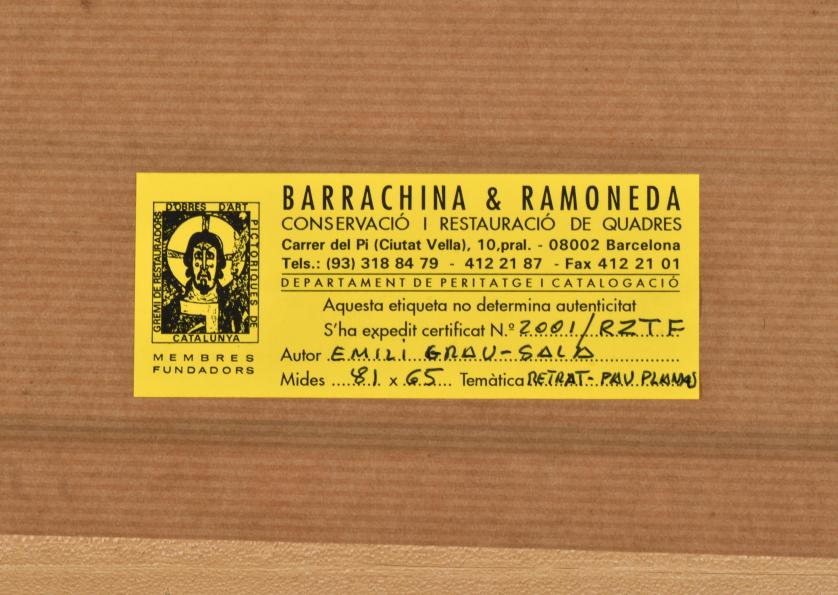 GREMI DE RESTAURADORS
D'OBRES D'ART
PICTÒRIQUES DE
CATALUNYA
MEMBRES
FUNDADORS
BARRACHINA & RAMONEDA
CONSERVACIÓ I RESTAURACIÓ DE QUADRES
Carrer del Pi (Ciutat Vella), 10,pral. - 08002 Barcelona
Tels.: (93) 318 84 79 - 412 21 87 - Fax 412 21 01
DEPARTAMENT DE PERITATGE I CATALOGACIÓ
Aquesta etiqueta no determina autenticitat
S'ha expedit certificat N.º 2001/RZTF
Autor EMILI GRAU-SALA
Mides 81 x 65 Temàtica RETRAT-PAU PLANAS